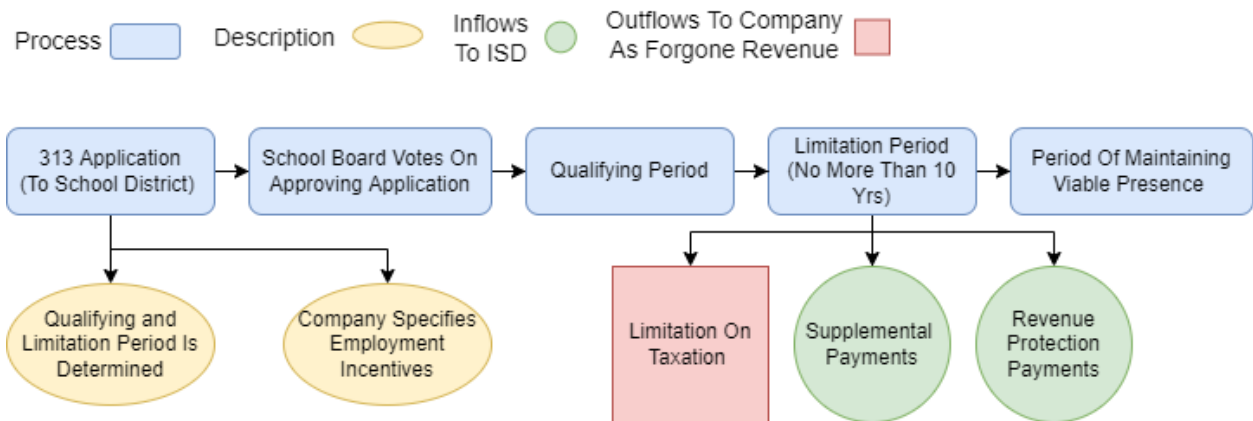 Process
Description
Inflows
To ISD
Outflows To Company
As Forgone Revenue
313 Application
(To School District)
School Board Votes On
Approving Application
Qualifying Period
Limitation Period
(No More Than 10
Yrs)
Period Of Maintaining
Viable Presence
Qualifying and
Limitation Period Is
Determined
Company Specifies
Employment
Incentives
Limitation On
Taxation
Supplemental
Payments
Revenue
Protection
Payments